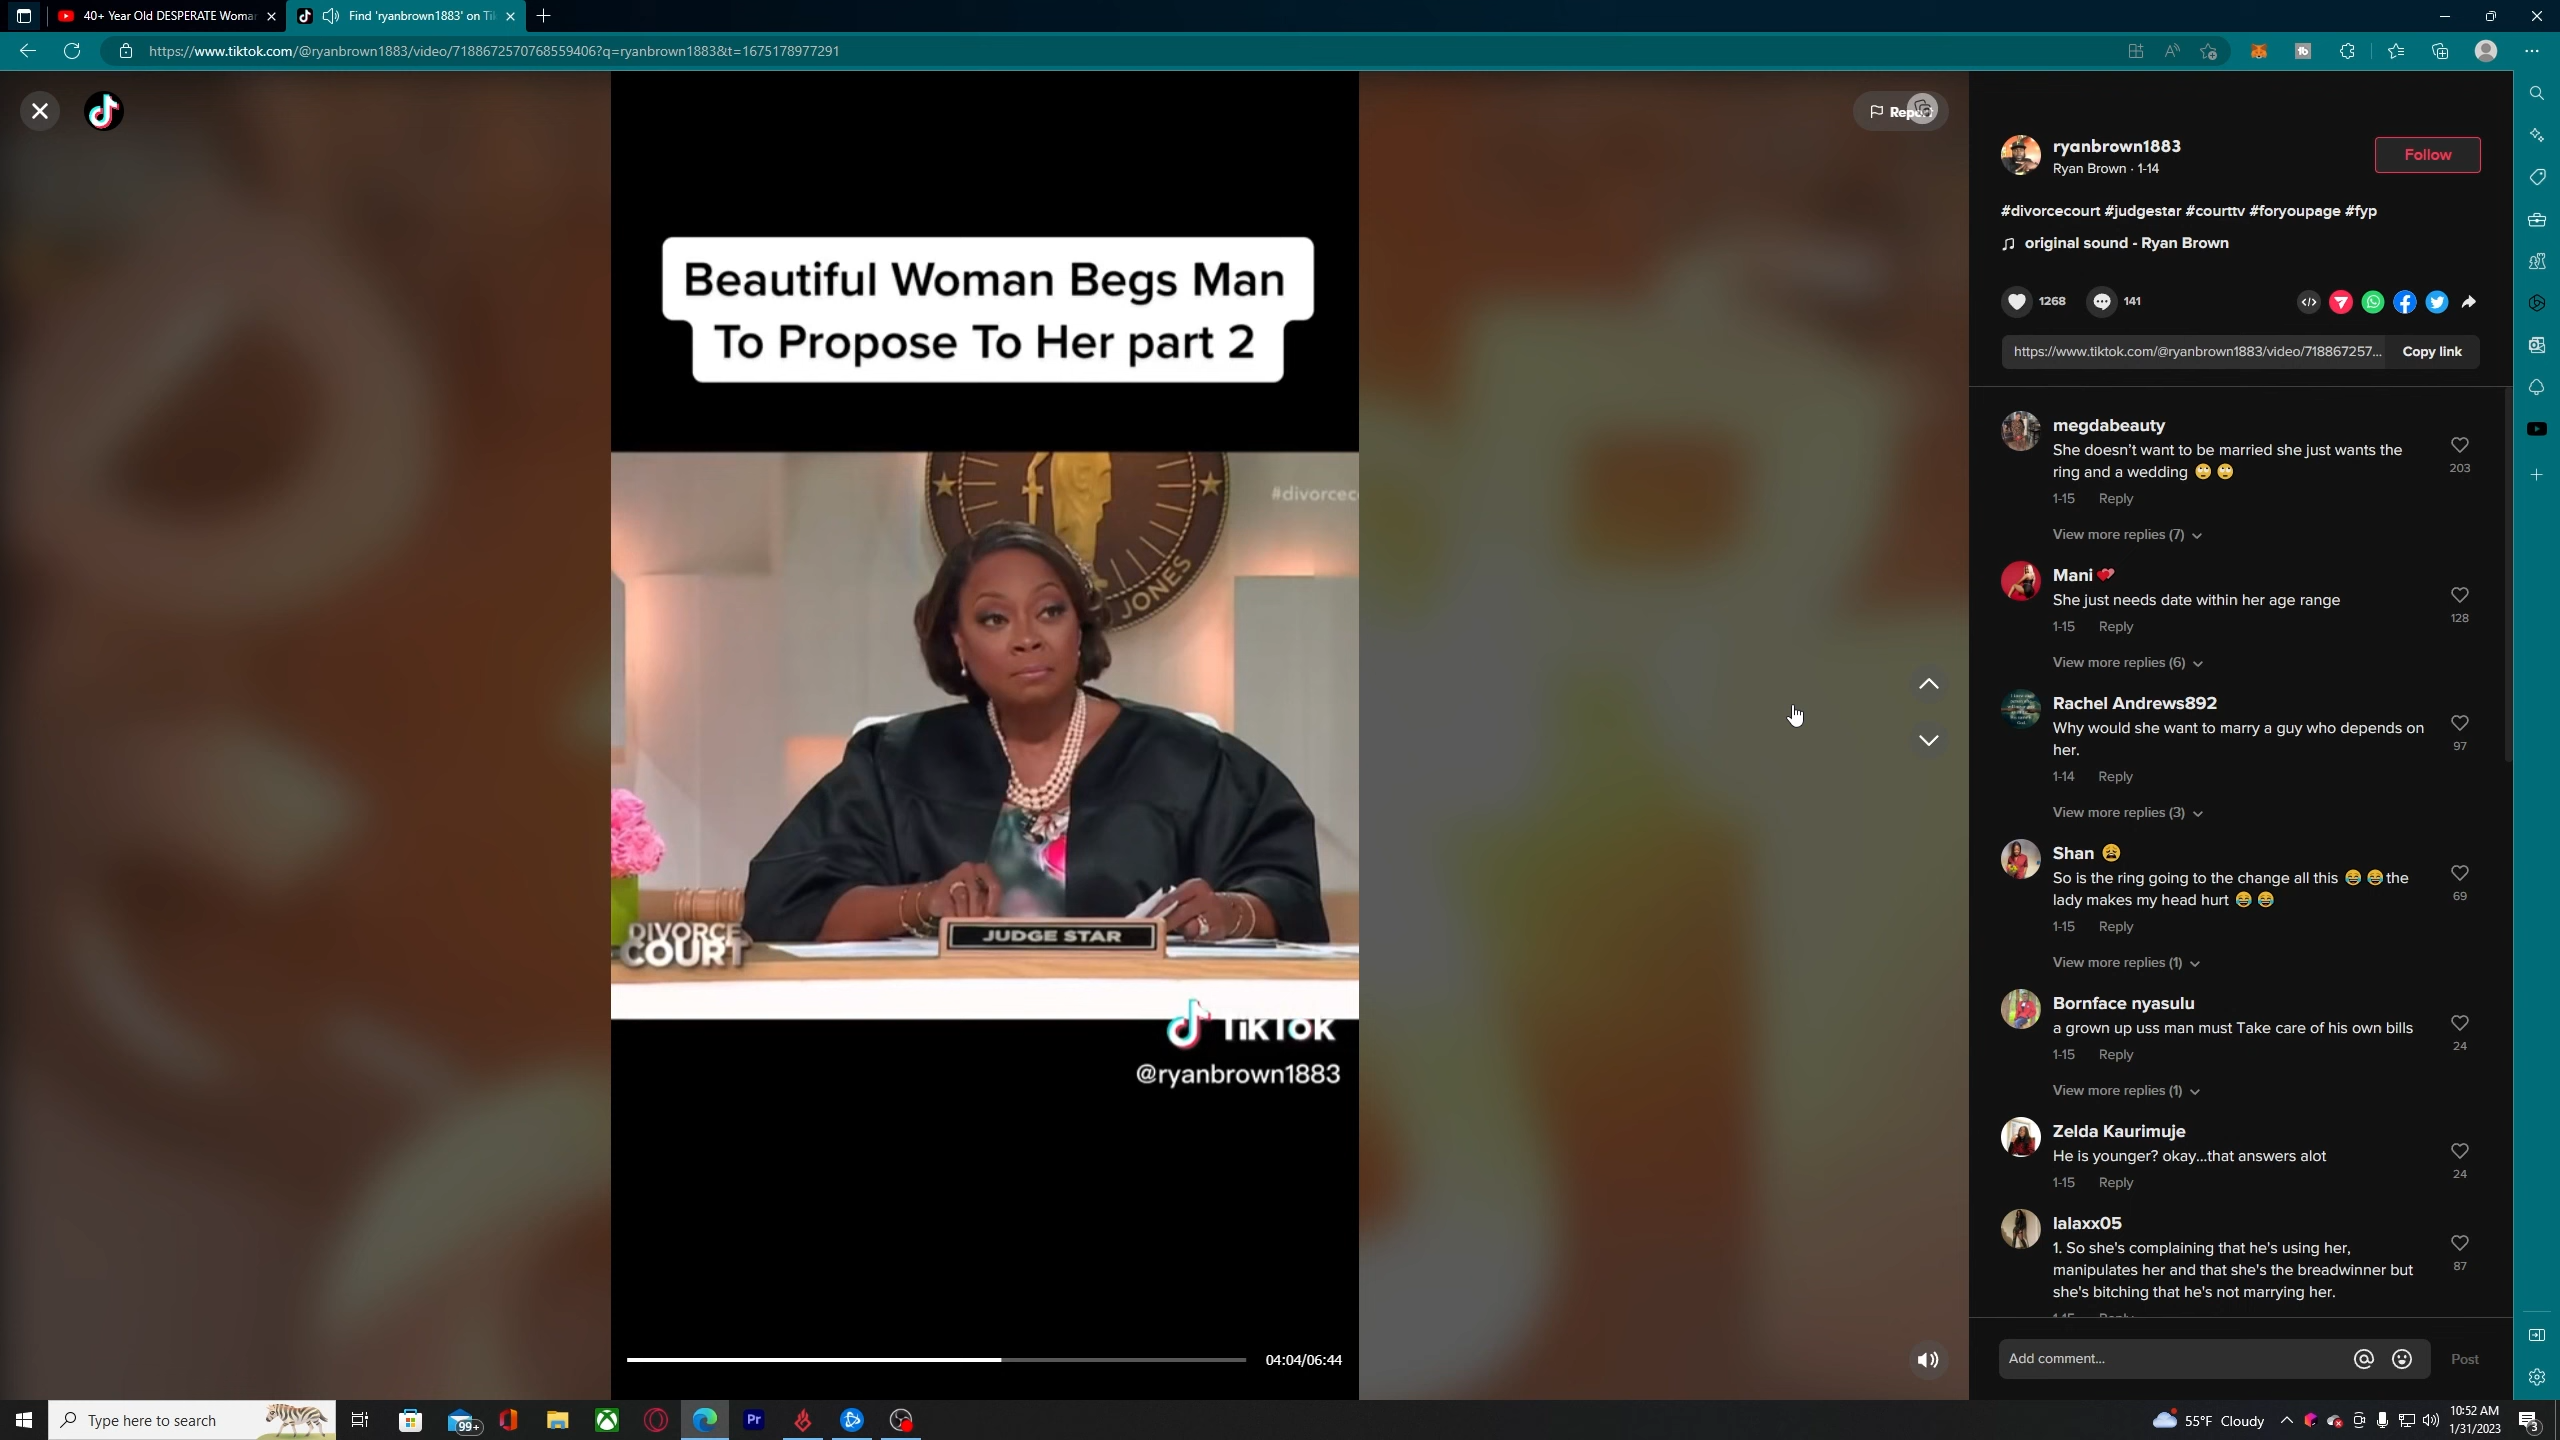 40+ Year Old DESPERATE Woma
Find 'ryanbrown1883' on Ti
https://www.tiktok.com/@ryanbrown1883/video/7188672570768559406?q=ryanbrown1883&t=1675178977291
Beautiful Woman Begs Man
To Propose To Her part 2
#divorcec
JONES
DIVORCE
COURT
JUDGE STAR
TikTok
@ryanbrown1883
04:04/06:44
ryanbrown1883
Ryan Brown · 1-14
Follow
#divorcecourt #judgestar #courttv #foryoupage #fyp
original sound - Ryan Brown
1268
141
https://www.tiktok.com/@ryanbrown1883/video/718867257...
Copy link
megdabeauty
She doesn't want to be married she just wants the
ring and a wedding 🙄 🙄
203
1-15 Reply
View more replies (7)
Mani 💕
She just needs date within her age range
128
1-15 Reply
View more replies (6)
Rachel Andrews892
Why would she want to marry a guy who depends on
her.
97
1-14 Reply
View more replies (3)
Shan 😩
So is the ring going to the change all this 😂 😂 the
lady makes my head hurt 😂 😂
69
1-15 Reply
View more replies (1)
Bornface nyasulu
a grown up uss man must Take care of his own bills
24
1-15 Reply
View more replies (1)
Zelda Kaurimuje
He is younger? okay...that answers alot
24
1-15 Reply
lalaxx05
1. So she's complaining that he's using her,
manipulates her and that she's the breadwinner but
she's bitching that he's not marrying her.
87
Add comment...
Post
Type here to search
99+
Pr
55°F Cloudy
10:52 AM
1/31/2023
3